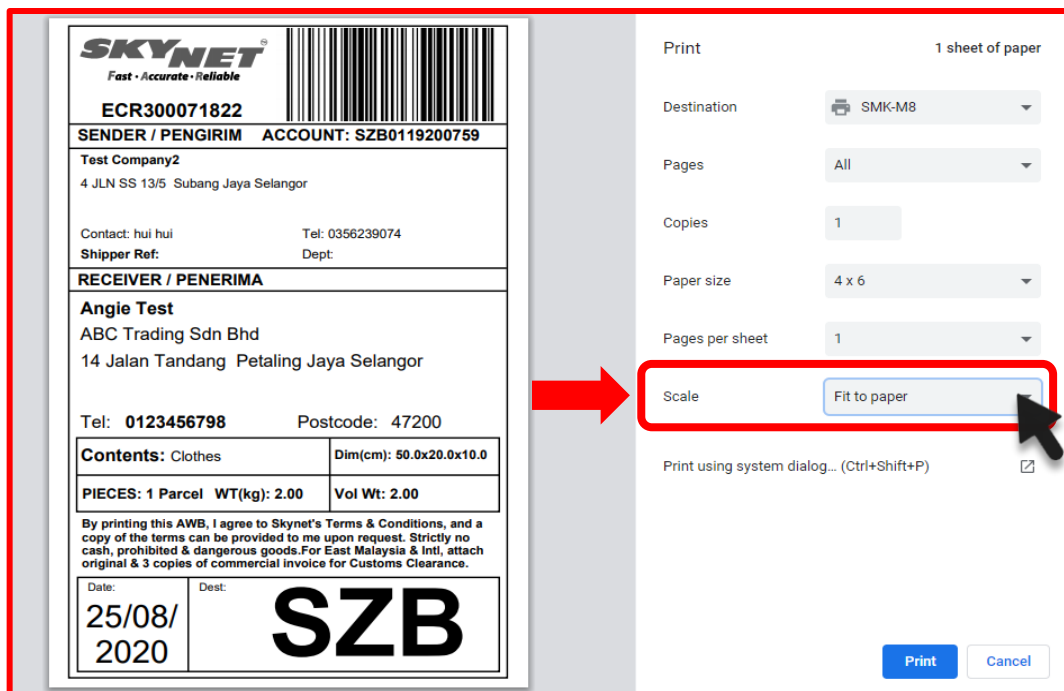 SKYNET®
Fast · Accurate · Reliable
ECR300071822
SENDER / PENGIRIM ACCOUNT: SZB0119200759
Test Company2
4 JLN SS 13/5 Subang Jaya Selangor
Contact: hui hui Tel: 0356239074
Shipper Ref: Dept:
RECEIVER / PENERIMA
Angie Test
ABC Trading Sdn Bhd
14 Jalan Tandang Petaling Jaya Selangor
Tel: 0123456798 Postcode: 47200
Contents: Clothes Dim(cm): 50.0x20.0x10.0
PIECES: 1 Parcel WT(kg): 2.00 Vol Wt: 2.00
By printing this AWB, I agree to Skynet's Terms & Conditions, and a
copy of the terms can be provided to me upon request. Strictly no
cash, prohibited & dangerous goods.For East Malaysia & Intl, attach
original & 3 copies of commercial invoice for Customs Clearance.
Date: Dest:
25/08/
2020
SZB
Print 1 sheet of paper
Destination SMK-M8
Pages All
Copies 1
Paper size 4 x 6
Pages per sheet 1
Scale Fit to paper
Print using system dialog... (Ctrl+Shift+P)
Print Cancel